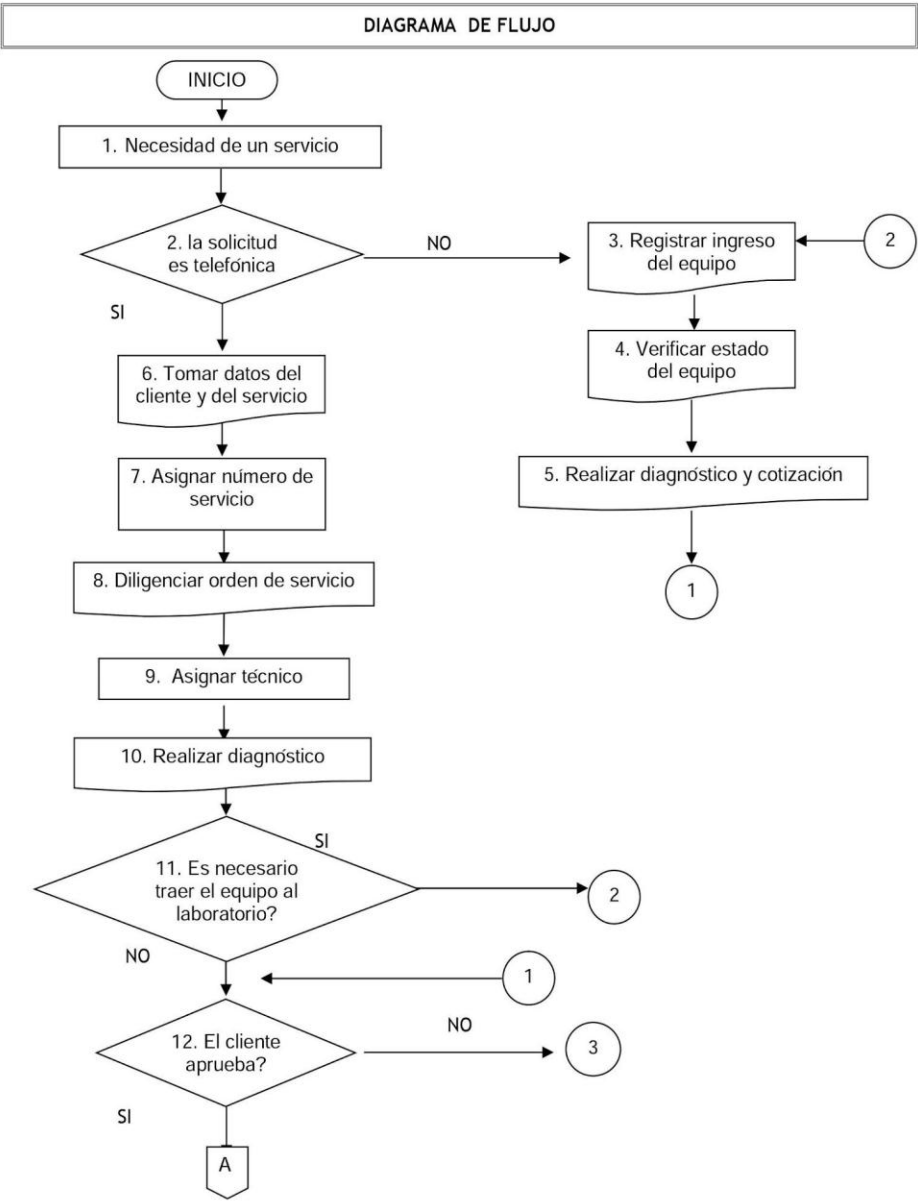 DIAGRAMA DE FLUJO
INICIO
1. Necesidad de un servicio
2. la solicitud
es telefónica
NO
3. Registrar ingreso
del equipo
2
SI
4. Verificar estado
del equipo
6. Tomar datos del
cliente y del servicio
5. Realizar diagnóstico y cotización
7. Asignar número de
servicio
8. Diligenciar orden de servicio
1
9. Asignar técnico
10. Realizar diagnóstico
SI
11. Es necesario
traer el equipo al
laboratorio?
2
NO
1
12. El cliente
aprueba?
NO
3
SI
A